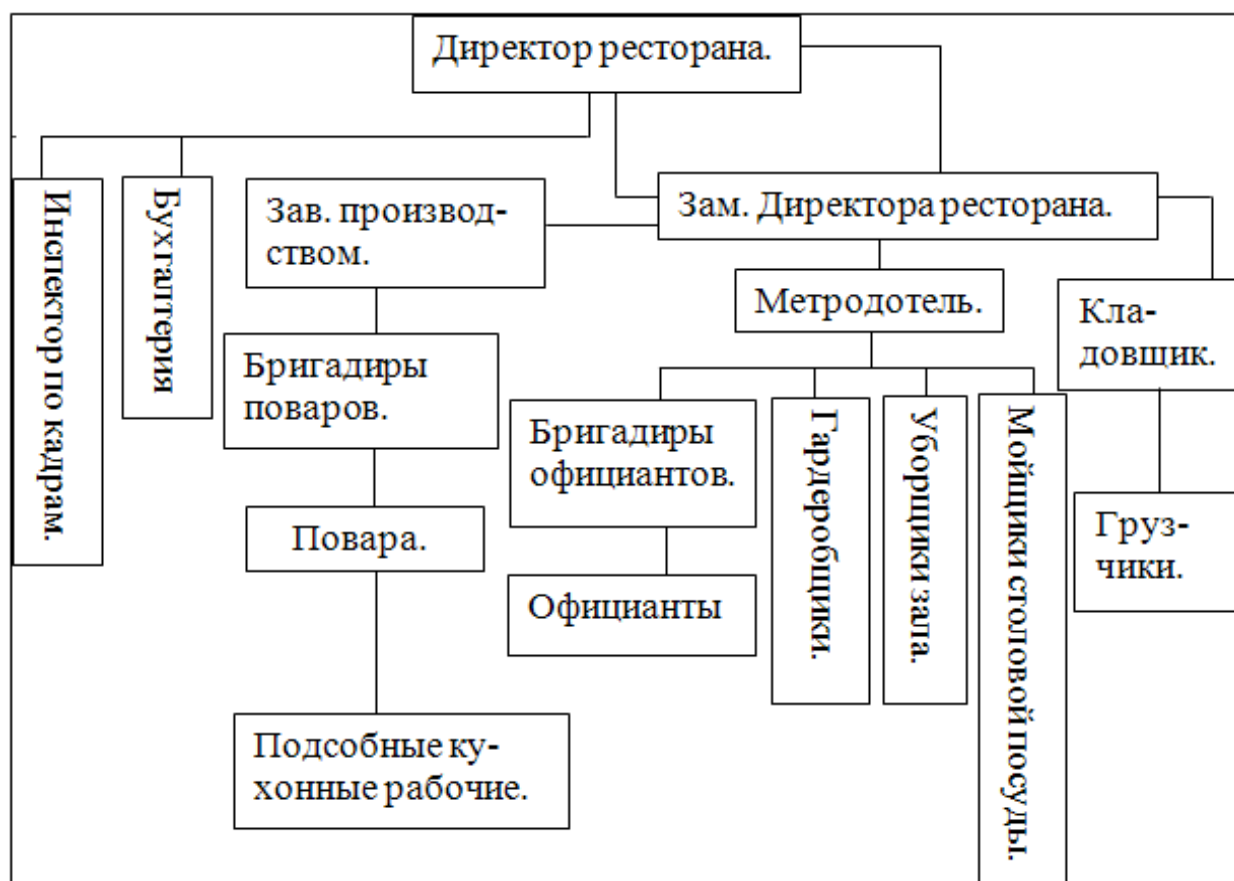 Директор ресторана.
Инспектор по кадрам.
Бухгалтерия
Зав. производ-
ством.
Зам. Директора ресторана.
Метродотель.
Кла-
довщик.
Бригадиры
поваров.
Бригадиры
официантов.
Гардеробщики.
Уборщики зала.
Мойщики столовой посуды.
Повара.
Груз-
чики.
Официанты
Подсобные ку-
хонные рабочие.